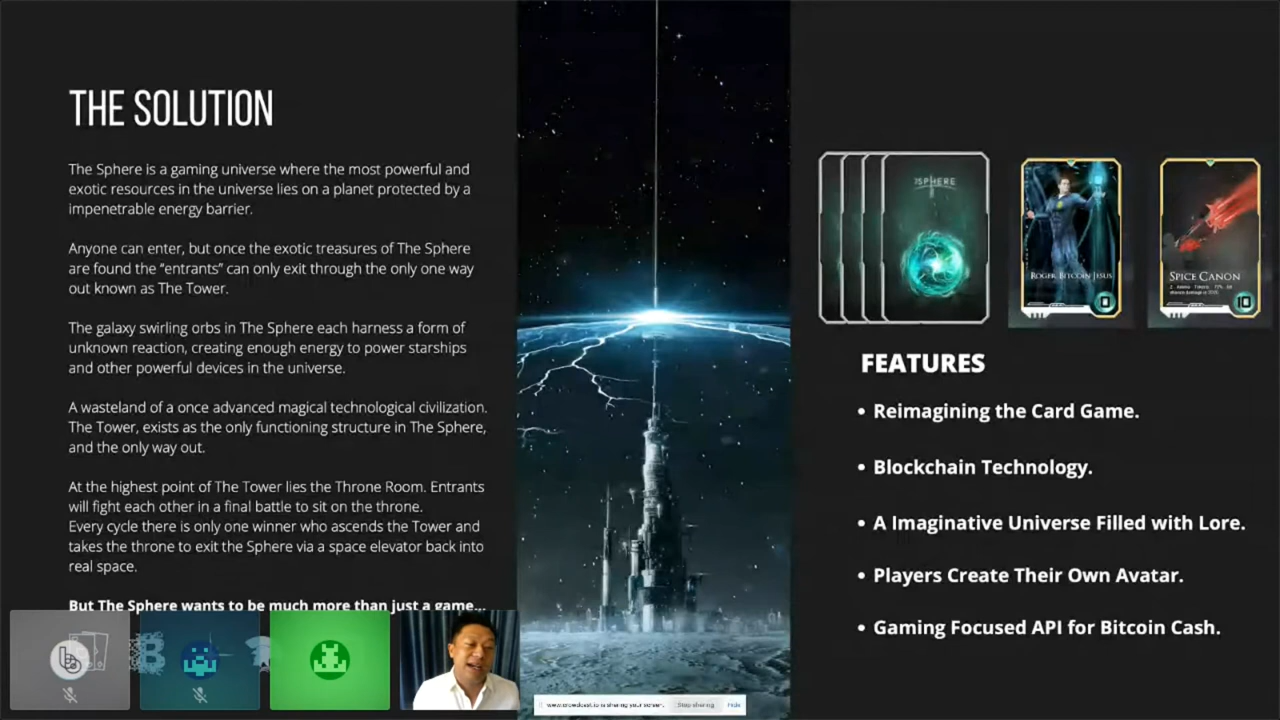 THE SOLUTION
The Sphere is a gaming universe where the most powerful and
exotic resources in the universe lies on a planet protected by a
impenetrable energy barrier.
Anyone can enter, but once the exotic treasures of The Sphere
are found the “entrants” can only exit through the only one way
out known as The Tower.
The galaxy swirling orbs in The Sphere each harness a form of
unknown reaction, creating enough energy to power starships
and other powerful devices in the universe.
A wasteland of a once advanced magical technological civilization.
The Tower, exists as the only functioning structure in The Sphere,
and the only way out.
At the highest point of The Tower lies the Throne Room. Entrants
will fight each other in a final battle to sit on the throne.
Every cycle there is only one winner who ascends the Tower and
takes the throne to exit the Sphere via a space elevator back into
real space.
But The Sphere wants to be much more than just a game...
SPHERE
ROGER BITCOIN JESUS
0
SPICE CANON
10
FEATURES
• Reimagining the Card Game.
• Blockchain Technology.
• A Imaginative Universe Filled with Lore.
• Players Create Their Own Avatar.
• Gaming Focused API for Bitcoin Cash.
www.crowdcast.io is sharing your screen. Stop sharing Hide